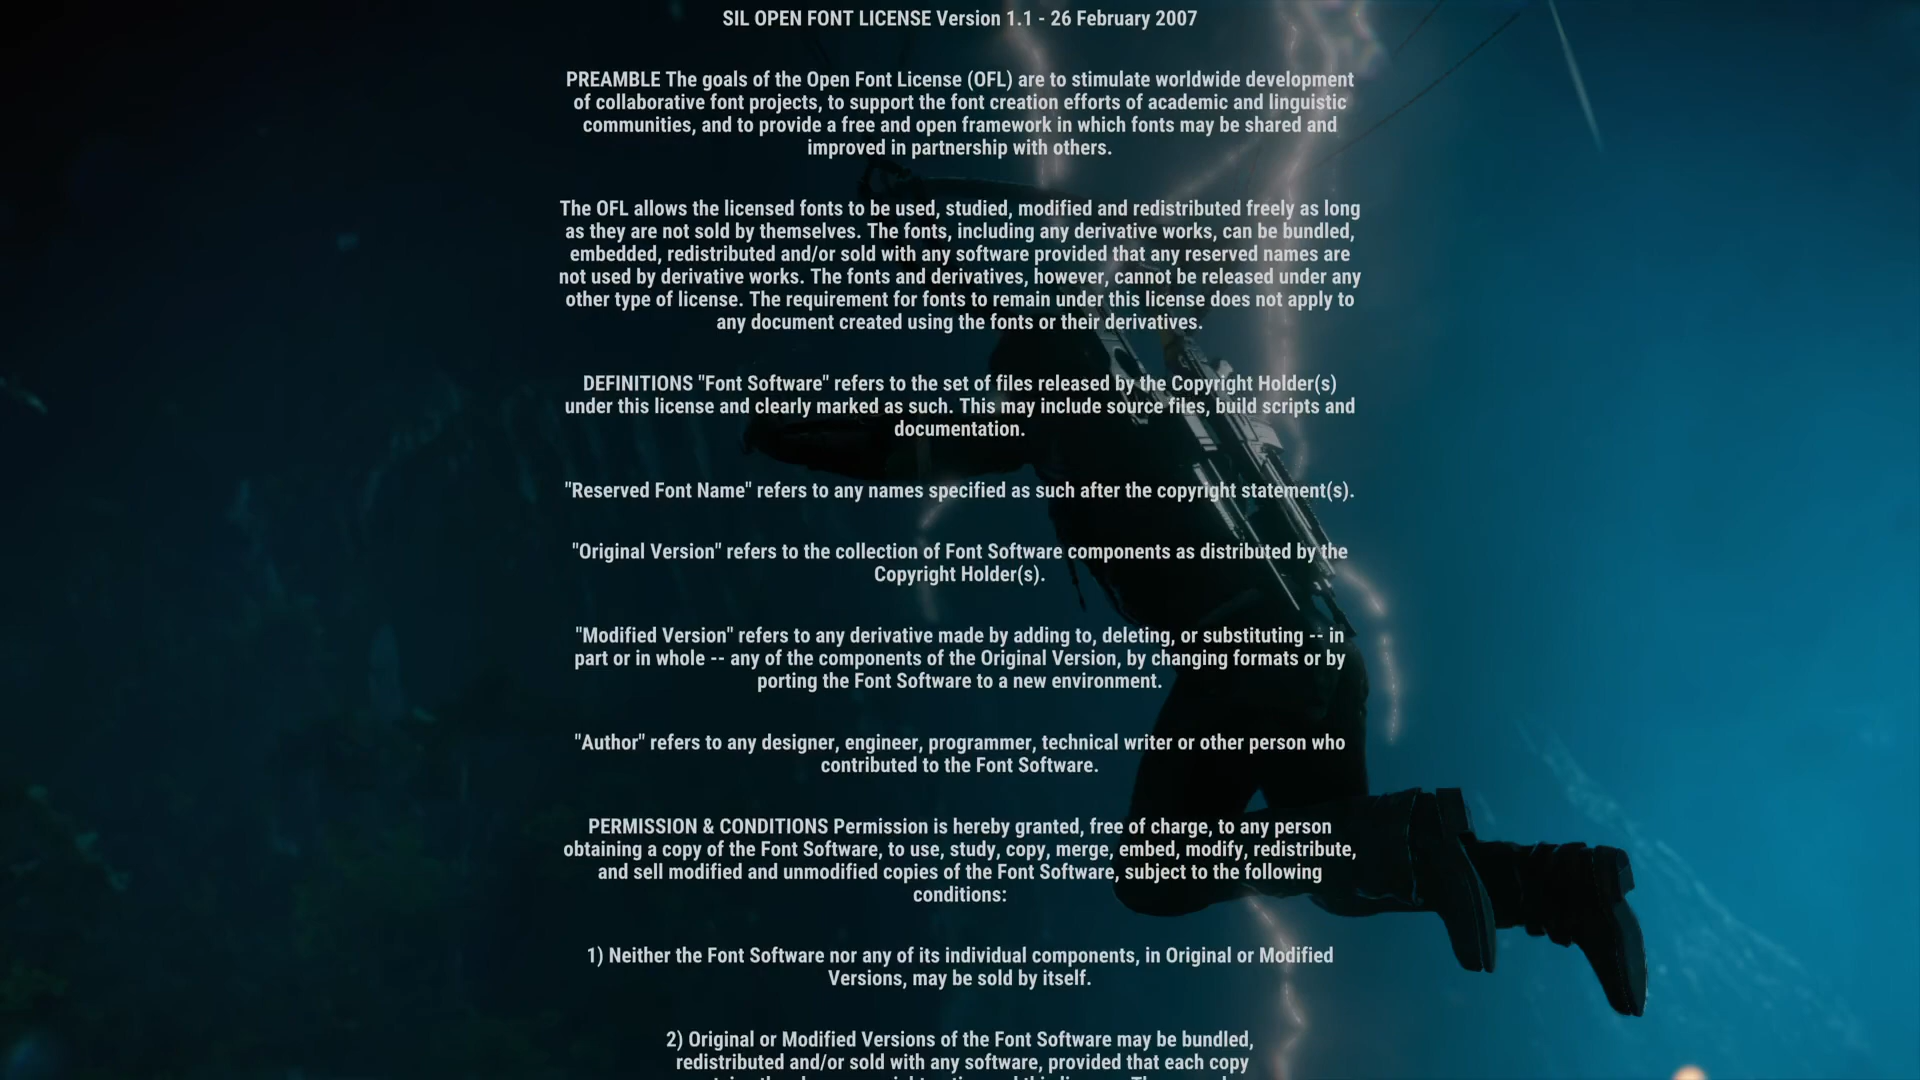 SIL OPEN FONT LICENSE Version 1.1 - 26 February 2007
PREAMBLE The goals of the Open Font License (OFL) are to stimulate worldwide development
of collaborative font projects, to support the font creation efforts of academic and linguistic
communities, and to provide a free and open framework in which fonts may be shared and
improved in partnership with others.
The OFL allows the licensed fonts to be used, studied, modified and redistributed freely as long
as they are not sold by themselves. The fonts, including any derivative works, can be bundled,
embedded, redistributed and/or sold with any software provided that any reserved names are
not used by derivative works. The fonts and derivatives, however, cannot be released under any
other type of license. The requirement for fonts to remain under this license does not apply to
any document created using the fonts or their derivatives.
DEFINITIONS "Font Software" refers to the set of files released by the Copyright Holder(s)
under this license and clearly marked as such. This may include source files, build scripts and
documentation.
"Reserved Font Name" refers to any names specified as such after the copyright statement(s).
"Original Version" refers to the collection of Font Software components as distributed by the
Copyright Holder(s).
"Modified Version" refers to any derivative made by adding to, deleting, or substituting -- in
part or in whole -- any of the components of the Original Version, by changing formats or by
porting the Font Software to a new environment.
"Author" refers to any designer, engineer, programmer, technical writer or other person who
contributed to the Font Software.
PERMISSION & CONDITIONS Permission is hereby granted, free of charge, to any person
obtaining a copy of the Font Software, to use, study, copy, merge, embed, modify, redistribute,
and sell modified and unmodified copies of the Font Software, subject to the following
conditions:
1) Neither the Font Software nor any of its individual components, in Original or Modified
Versions, may be sold by itself.
2) Original or Modified Versions of the Font Software may be bundled,
redistributed and/or sold with any software, provided that each copy